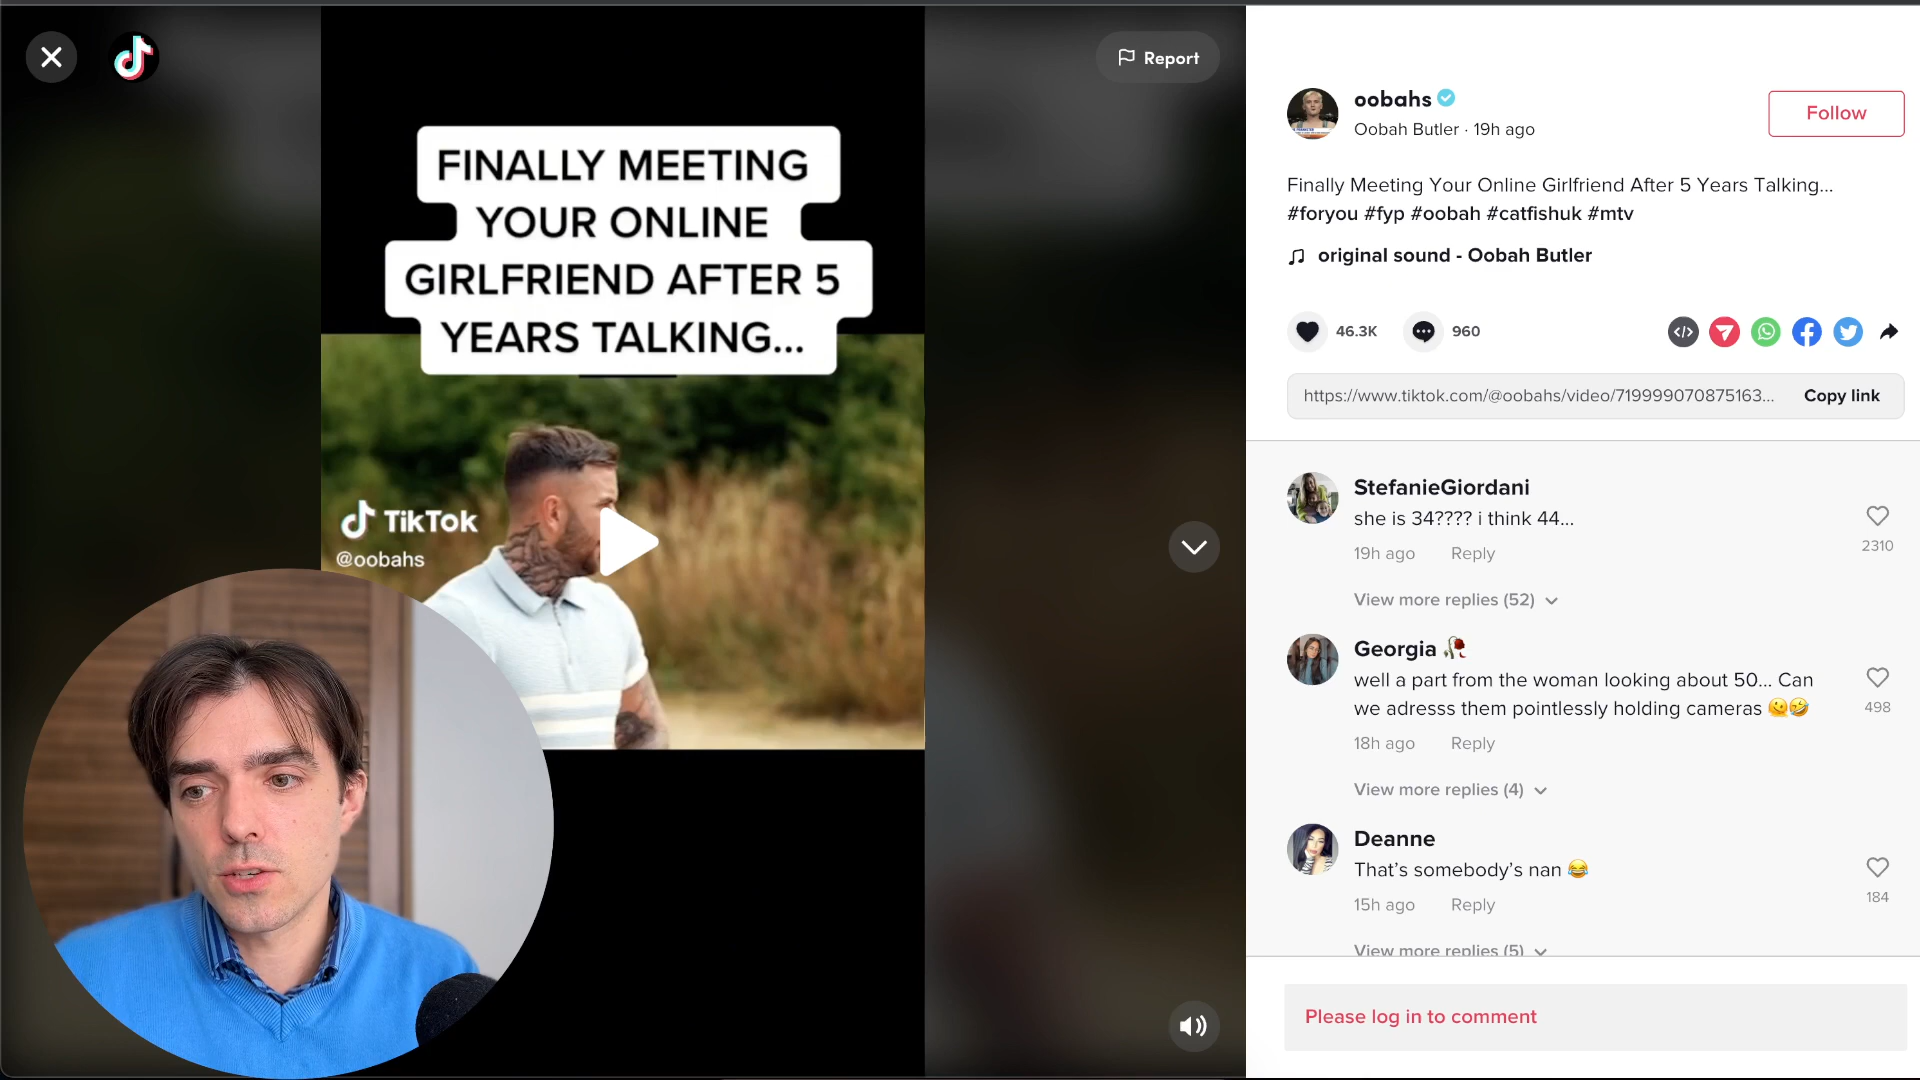 Report
FINALLY MEETING
YOUR ONLINE
GIRLFRIEND AFTER 5
YEARS TALKING...
TikTok
@oobahs
oobahs
Oobah Butler · 19h ago
Follow
Finally Meeting Your Online Girlfriend After 5 Years Talking...
#foryou #fyp #oobah #catfishuk #mtv
original sound - Oobah Butler
46.3K
960
https://www.tiktok.com/@oobahs/video/719999070875163...
Copy link
StefanieGiordani
she is 34???? i think 44...
2310
19h ago Reply
View more replies (52)
Georgia 🥀
well a part from the woman looking about 50... Can
we adresss them pointlessly holding cameras 🫠🤣
498
18h ago Reply
View more replies (4)
Deanne
That’s somebody’s nan 😂
184
15h ago Reply
View more replies (5)
Please log in to comment